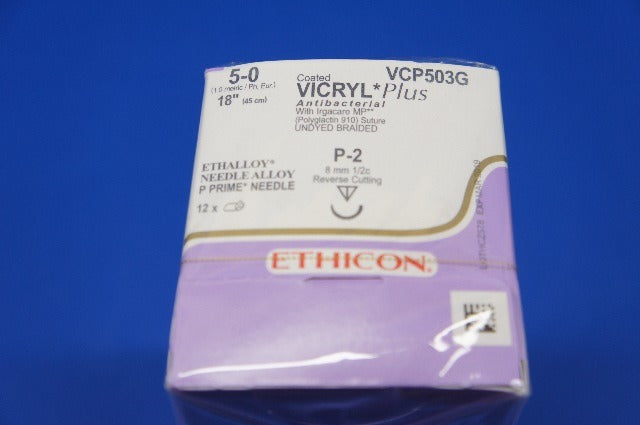 5-0
(1.0 metric / Ph. Eur.)
18" (45 cm)
Coated
VICRYL* Plus
VCP503G
Antibacterial
With Irgacare MP**
(Polyglactin 910) Suture
UNDYED BRAIDED
P-2
8 mm 1/2c
Reverse Cutting
ETHALLOY*
NEEDLE ALLOY
P PRIME* NEEDLE
12 x
ETHICON